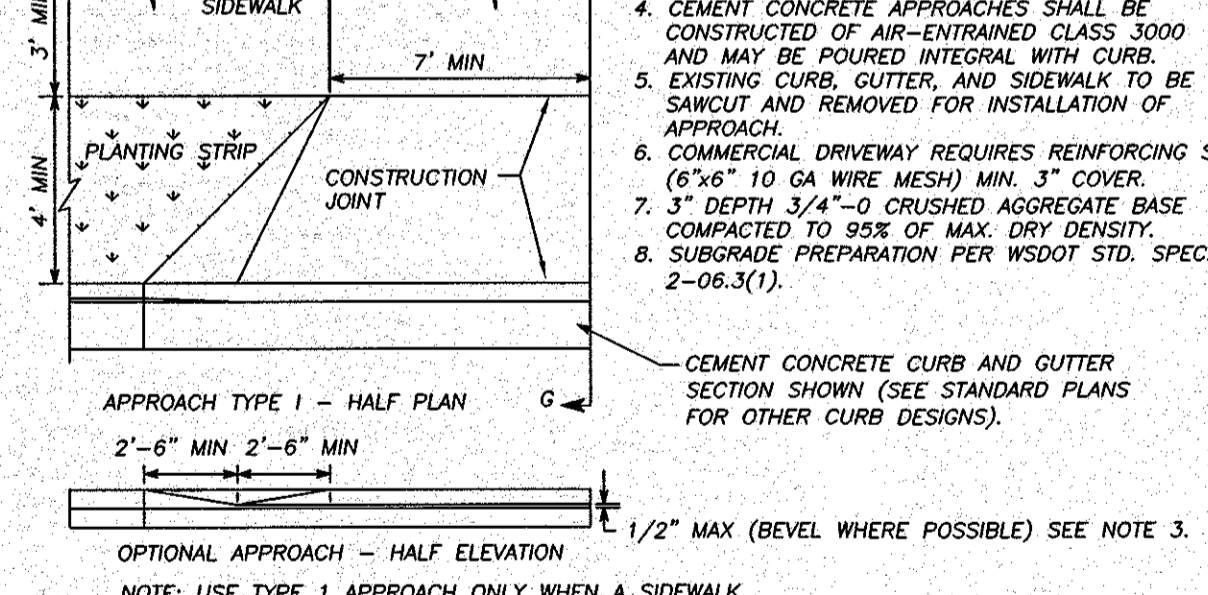 SIDEWALK
3' MIN
7' MIN
4' MIN
PLANTING STRIP
CONSTRUCTION
JOINT
APPROACH TYPE I – HALF PLAN
G
2'–6" MIN 2'–6" MIN
OPTIONAL APPROACH – HALF ELEVATION
1/2" MAX (BEVEL WHERE POSSIBLE) SEE NOTE 3.
NOTE: USE TYPE 1 APPROACH ONLY WHEN A SIDEWALK
4. CEMENT CONCRETE APPROACHES SHALL BE
CONSTRUCTED OF AIR–ENTRAINED CLASS 3000
AND MAY BE POURED INTEGRAL WITH CURB.
5. EXISTING CURB, GUTTER, AND SIDEWALK TO BE
SAWCUT AND REMOVED FOR INSTALLATION OF
APPROACH.
6. COMMERCIAL DRIVEWAY REQUIRES REINFORCING
(6"x6" 10 GA WIRE MESH) MIN. 3" COVER.
7. 3" DEPTH 3/4"–0 CRUSHED AGGREGATE BASE
COMPACTED TO 95% OF MAX. DRY DENSITY.
8. SUBGRADE PREPARATION PER WSDOT STD. SPEC.
2–06.3(1).
CEMENT CONCRETE CURB AND GUTTER
SECTION SHOWN (SEE STANDARD PLANS
FOR OTHER CURB DESIGNS).